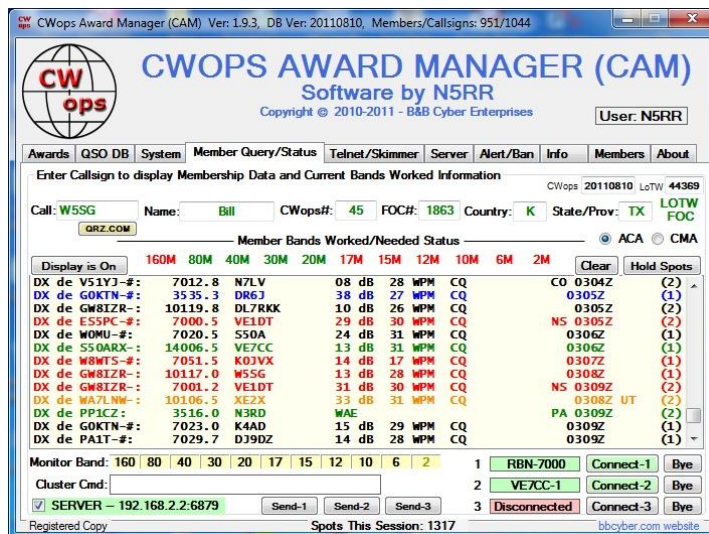 CWops Award Manager (CAM) Ver: 1.9.3, DB Ver: 20110810, Members/Callsigns: 951/1044
CW ops
CWOPS AWARD MANAGER (CAM)
Software by N5RR
Copyright @ 2010-2011 - B&B Cyber Enterprises
User: N5RR
Awards QSO DB System Member Query/Status Telnet/Skimmer Server Alert/Ban Info Members About
Enter Callsign to display Membership Data and Current Bands Worked Information
CWops 20110810 LoTW 44369
Call: W5SG Name: Bill CWops#: 45 FOC#: 1863 Country: K State/Prov: TX LOTW FOC
QRZ.COM
Member Bands Worked/Needed Status
ACA CMA
Display is On 160M 80M 40M 30M 20M 17M 15M 12M 10M 6M 2M Clear Hold Spots
DX de V51YJ-#: 7012.8 N7LV 08 dB 28 WPM CQ CO 0304Z (2)
DX de G0KTN-#: 3535.3 DR6J 38 dB 27 WPM CQ 0305Z (1)
DX de GW8IZR-: 10119.8 DL7RKK 10 dB 26 WPM CQ 0305Z (2)
DX de ES5PC-#: 7000.5 VE1DT 29 dB 30 WPM CQ NS 0305Z (2)
DX de W0MU-#: 7020.5 S50A 24 dB 31 WPM CQ 0306Z (1)
DX de S50ARX-: 14006.5 VE7CC 13 dB 31 WPM CQ 0306Z (1)
DX de W8WTS-#: 7051.5 K0JVX 14 dB 17 WPM CQ 0307Z (1)
DX de GW8IZR-: 10117.0 W5SG 13 dB 28 WPM CQ 0308Z (1)
DX de GW8IZR-: 7001.2 VE1DT 31 dB 30 WPM CQ NS 0309Z (2)
DX de WA7LNW-: 10106.5 XE2X 33 dB 31 WPM CQ 0308Z UT (2)
DX de PP1CZ: 3516.0 N3RD WAE PA 0309Z (2)
DX de G0KTN-#: 7023.0 K4AD 15 dB 29 WPM CQ 0309Z (1)
DX de PA1T-#: 7029.7 DJ9DZ 14 dB 28 WPM CQ 0309Z (1)
Monitor Band: 160 80 40 30 20 17 15 12 10 6 2 1 RBN-7000 Connect-1 Bye
Cluster Cmd: 2 VE7CC-1 Connect-2 Bye
SERVER -- 192.168.2.2:6879 Send-1 Send-2 Send-3 3 Disconnected Connect-3 Bye
Registered Copy Spots This Session: 1317 bbcyber.com website